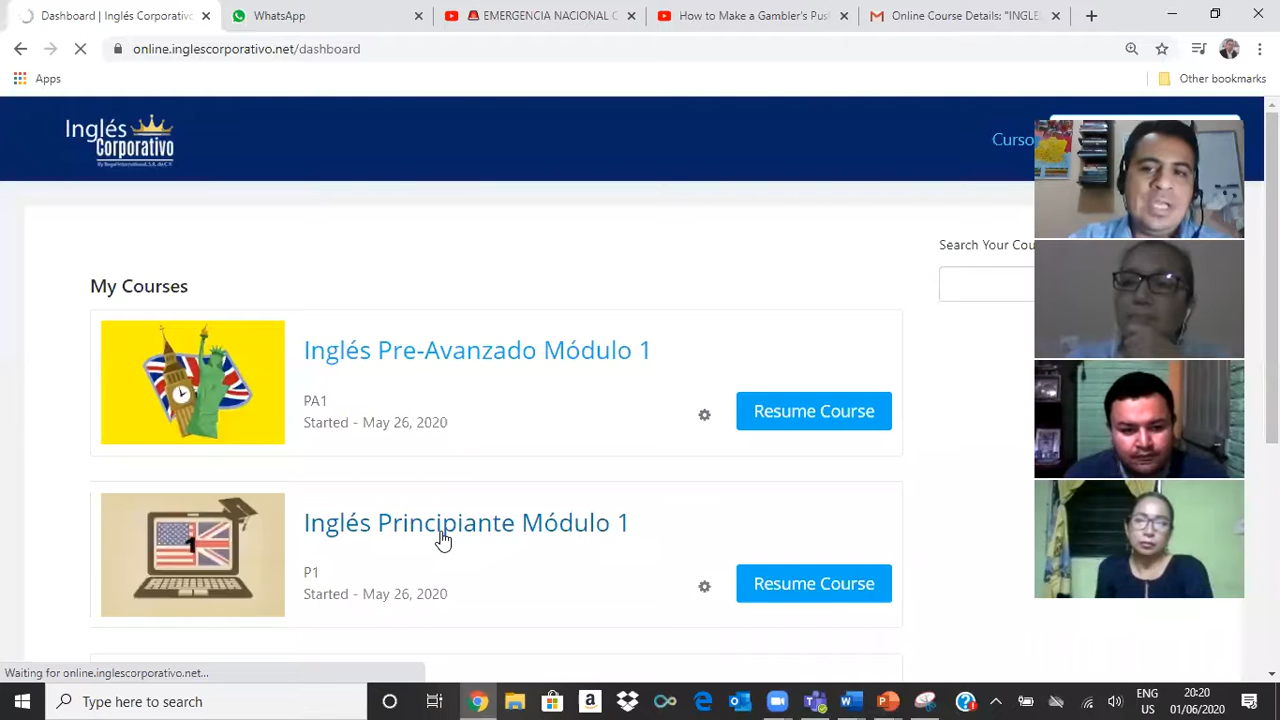 Dashboard | Inglés Corporativo
WhatsApp
EMERGENCIA NACIONAL
How to Make a Gambler's Pus
Online Course Details: "INGLE
online.inglescorporativo.net/dashboard
Apps
Other bookmarks
Inglés
Corporativo
Curso
Search Your Cou
My Courses
Inglés Pre-Avanzado Módulo 1
PA1
Started - May 26, 2020
Resume Course
Inglés Principiante Módulo 1
P1
Started - May 26, 2020
Resume Course
Waiting for online.inglescorporativo.net...
Type here to search
ENG
US
20:20
01/06/2020